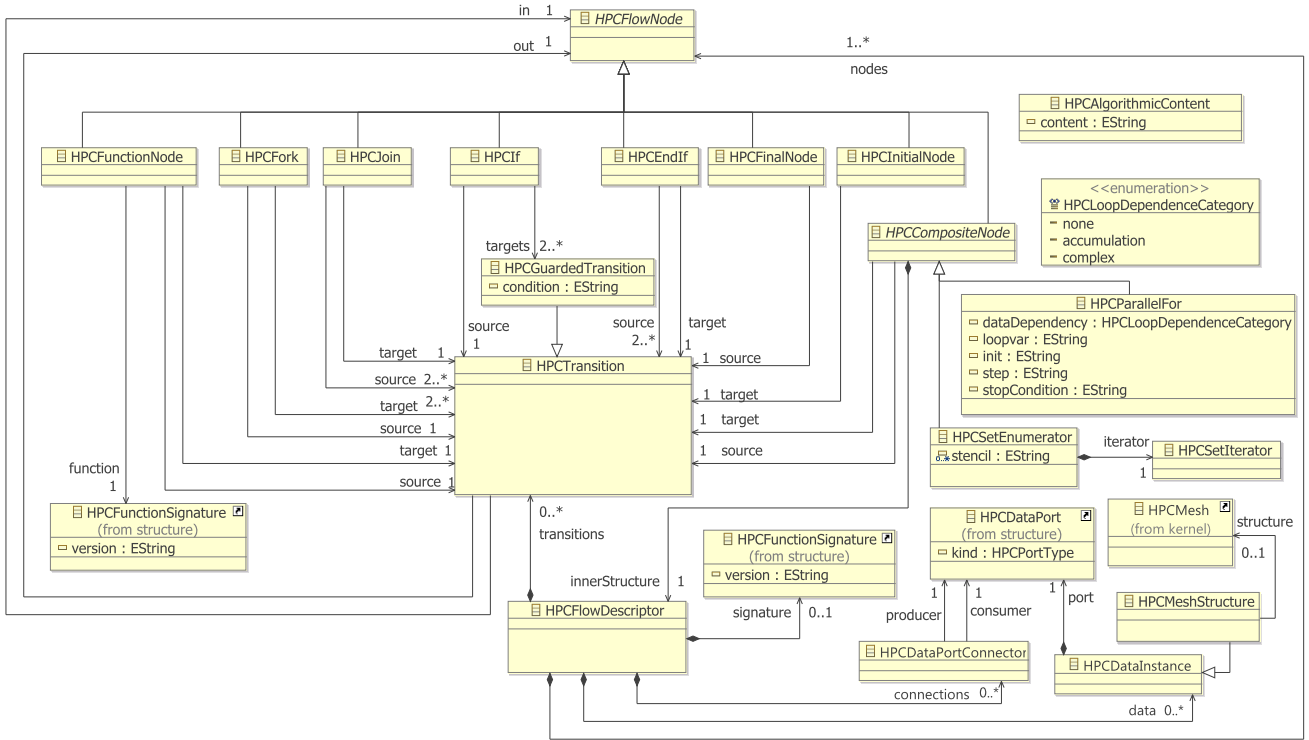 in 1
HPCFlowNode
out 1
1..*
nodes
HPCAlgorithmicContent
content : EString
HPCFunctionNode
HPCFork
HPCJoin
HPCIf
HPCEndIf
HPCFinalNode
HPCInitialNode
<<enumeration>>
HPCLoopDependenceCategory
none
accumulation
complex
HPCCompositeNode
targets 2..*
HPCGuardedTransition
condition : EString
HPCParallelFor
dataDependency : HPCLoopDependenceCategory
loopvar : EString
init : EString
step : EString
stopCondition : EString
source
1
source
2..*
target
1
HPCTransition
target 1
source 2..*
target 2..*
source 1
target 1
source 1
1 source
1 target
1 target
1 source
HPCSetEnumerator
0..* stencil : EString
iterator
1
HPCSetIterator
function
1
HPCFunctionSignature
(from structure)
version : EString
0..*
transitions
HPCFunctionSignature
(from structure)
version : EString
HPCDataPort
(from structure)
kind : HPCPortType
HPCMesh
(from kernel)
structure
0..1
innerStructure 1
HPCFlowDescriptor
signature 0..1
1
producer
1
consumer
1
port
HPCMeshStructure
HPCDataPortConnector
HPCDataInstance
connections 0..*
data 0..*